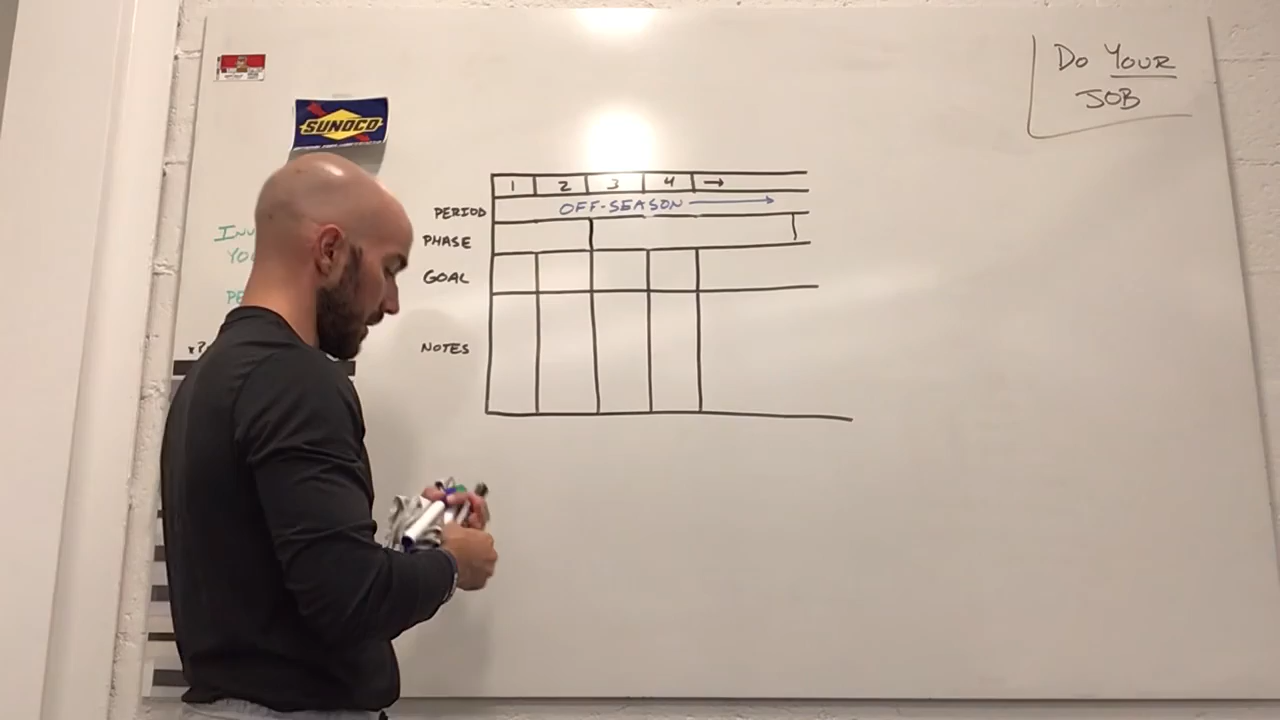 Do YOUR
JOB
SUNOCO
1 2 3 4 →
PERIOD OFF-SEASON
PHASE
GOAL
NOTES